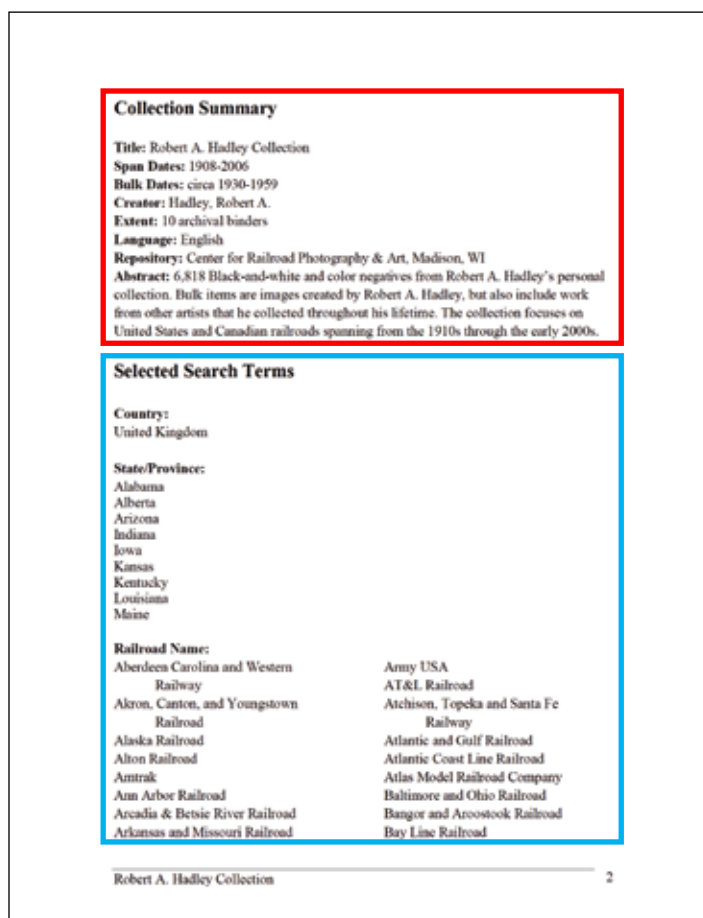 Collection Summary
Title: Robert A. Hadley Collection
Span Dates: 1908-2006
Bulk Dates: circa 1930-1959
Creator: Hadley, Robert A.
Extent: 10 archival binders
Language: English
Repository: Center for Railroad Photography & Art, Madison, WI
Abstract: 6,818 Black-and-white and color negatives from Robert A. Hadley's personal
collection. Bulk items are images created by Robert A. Hadley, but also include work
from other artists that he collected throughout his lifetime. The collection focuses on
United States and Canadian railroads spanning from the 1910s through the early 2000s.
Selected Search Terms
Country:
United Kingdom
State/Province:
Alabama
Alberta
Arizona
Indiana
Iowa
Kansas
Kentucky
Louisiana
Maine
Railroad Name:
Aberdeen Carolina and Western
Railway
Akron, Canton, and Youngstown
Railroad
Alaska Railroad
Alton Railroad
Amtrak
Ann Arbor Railroad
Arcadia & Betsie River Railroad
Arkansas and Missouri Railroad
Army USA
AT&L Railroad
Atchison, Topeka and Santa Fe
Railway
Atlantic and Gulf Railroad
Atlantic Coast Line Railroad
Atlas Model Railroad Company
Baltimore and Ohio Railroad
Bangor and Aroostook Railroad
Bay Line Railroad
Robert A. Hadley Collection
2